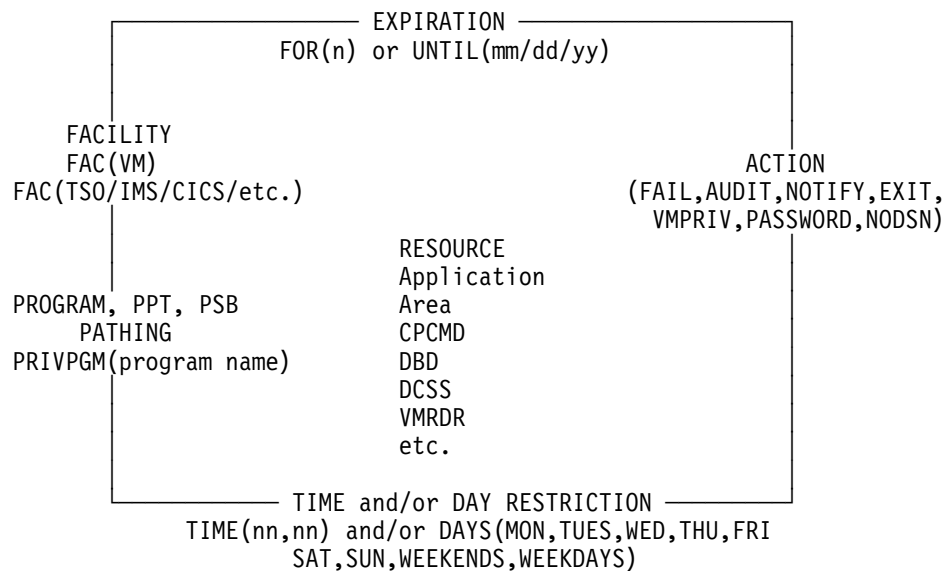 EXPIRATION
FOR(n) or UNTIL(mm/dd/yy)
FACILITY
FAC(VM)
FAC(TSO/IMS/CICS/etc.)
ACTION
(FAIL,AUDIT,NOTIFY,EXIT,
VMPRIV,PASSWORD,NODSN)
RESOURCE
Application
Area
CPCMD
DBD
DCSS
VMRDR
etc.
PROGRAM, PPT, PSB
PATHING
PRIVPGM(program name)
TIME and/or DAY RESTRICTION
TIME(nn,nn) and/or DAYS(MON,TUES,WED,THU,FRI
SAT,SUN,WEEKENDS,WEEKDAYS)